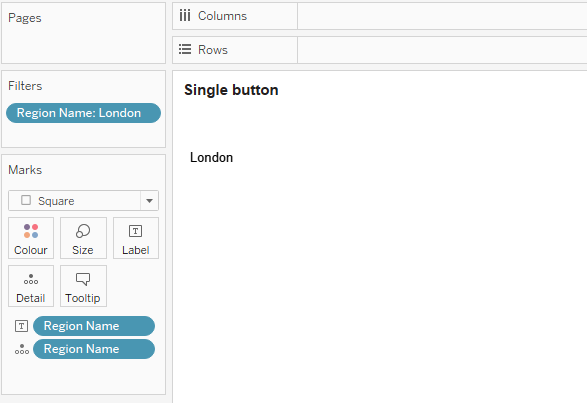 Pages
Columns
Rows
Filters
Region Name: London
Single button
London
Marks
Square
Colour
Size
T
Label
Detail
Tooltip
T
Region Name
Region Name